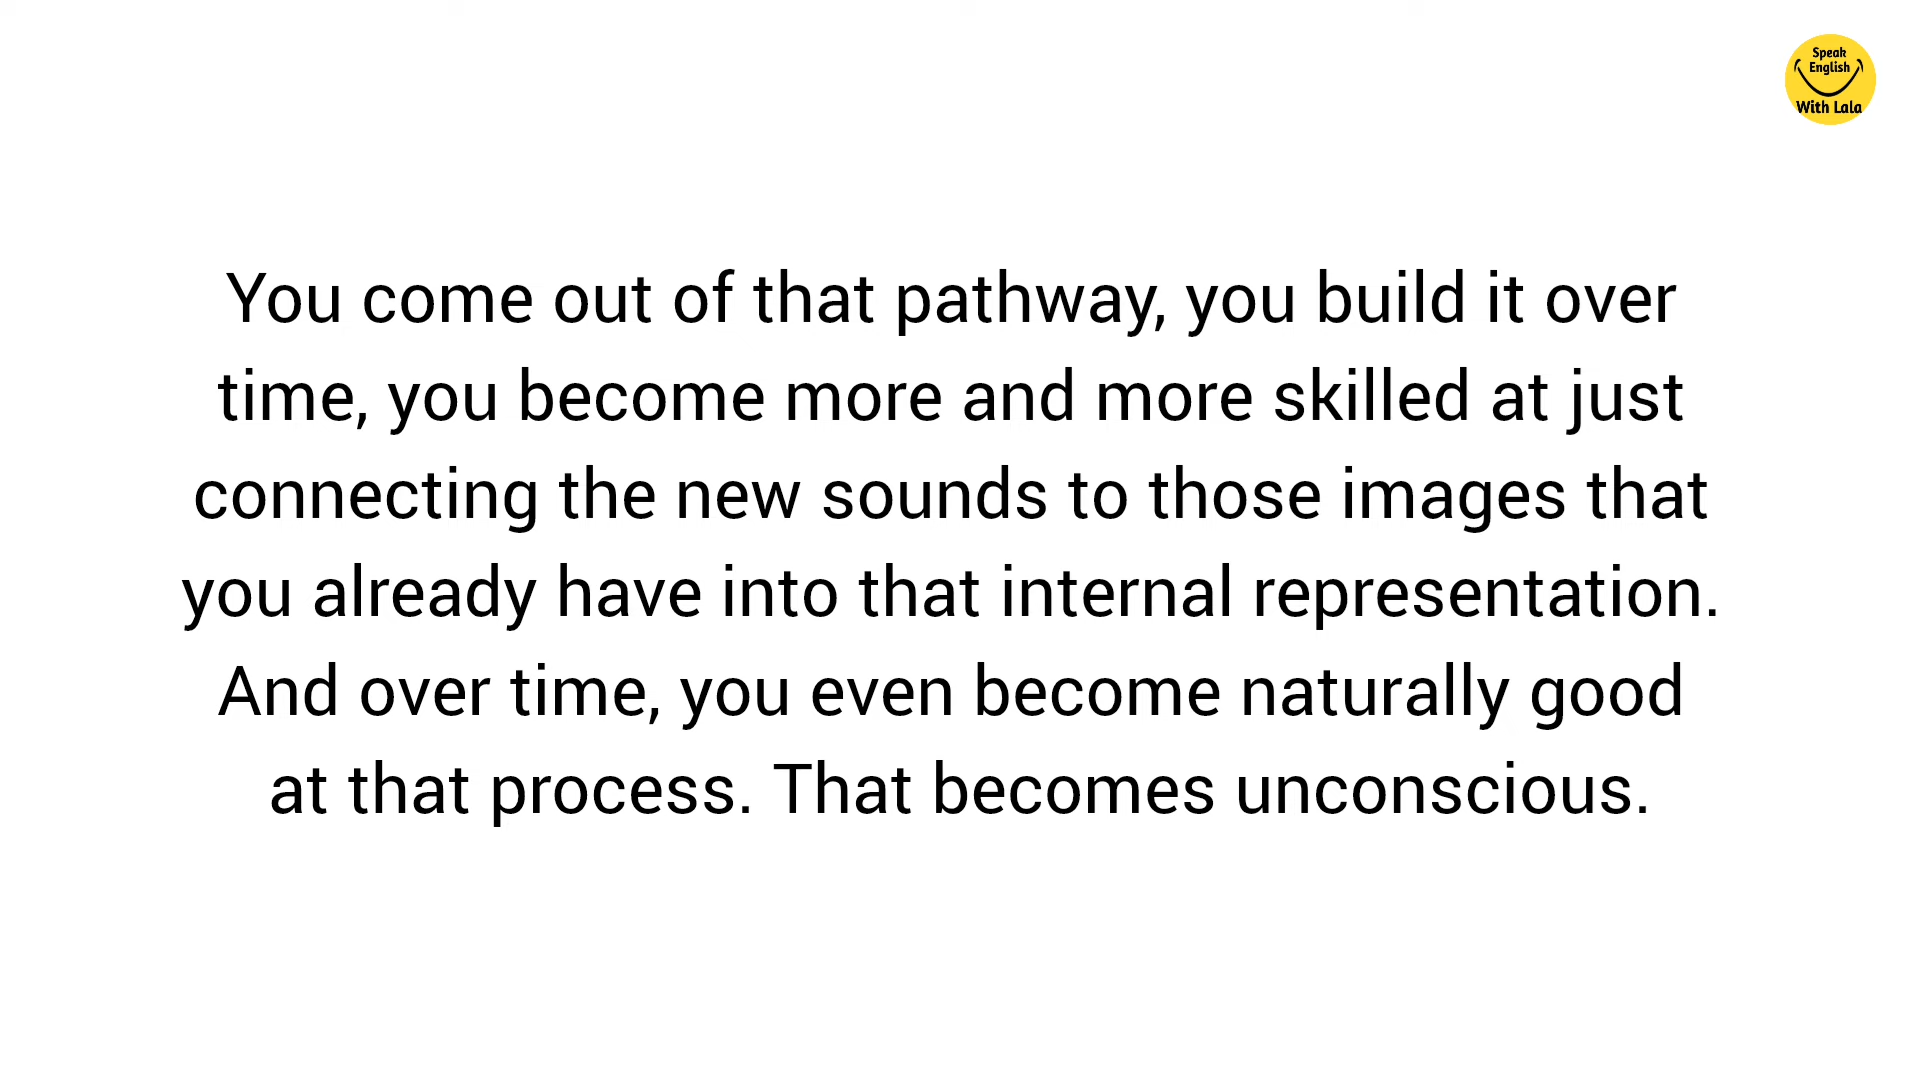 Speak
English
With Lala
You come out of that pathway, you build it over
time, you become more and more skilled at just
connecting the new sounds to those images that
you already have into that internal representation.
And over time, you even become naturally good
at that process. That becomes unconscious.